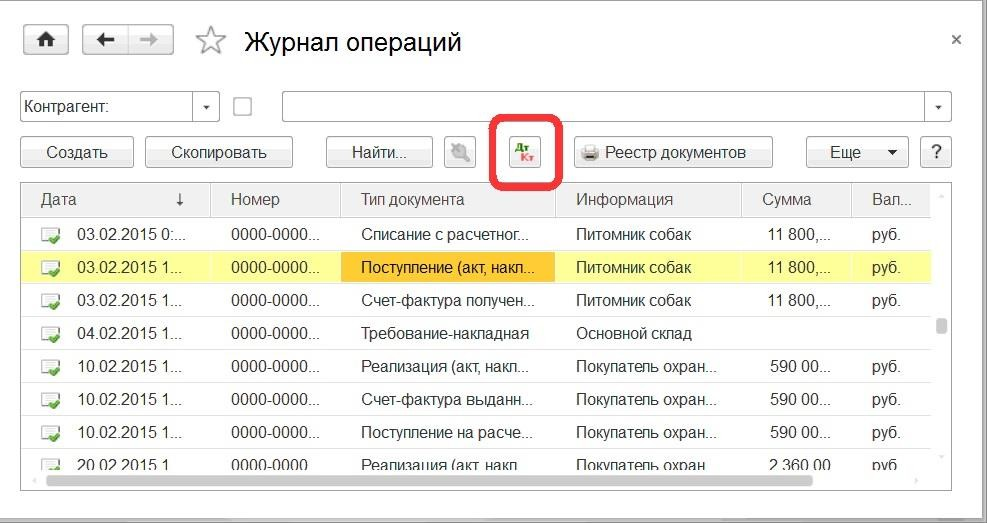 Журнал операций
Контрагент:
Создать Скопировать Найти... Дт Кт Реестр документов Еще ?
Дата ↓ Номер Тип документа Информация Сумма Вал...
03.02.2015 0:... 0000-0000... Списание с расчетног... Питомник собак 11 800,... руб.
03.02.2015 1... 0000-0000... Поступление (акт, накл... Питомник собак 11 800,... руб.
03.02.2015 1... 0000-0000... Счет-фактура получен... Питомник собак 11 800,... руб.
04.02.2015 1... 0000-0000... Требование-накладная Основной склад
10.02.2015 1... 0000-0000... Реализация (акт, накл... Покупатель охран... 590 00... руб.
10.02.2015 1... 0000-0000... Счет-фактура выданн... Покупатель охран... 590 00... руб.
10.02.2015 1... 0000-0000... Поступление на расче... Покупатель охран... 590 00... руб.
20.02.2015 1 0000-0000 Реализация (акт, накл Покупатель охран 2 360 00 руб